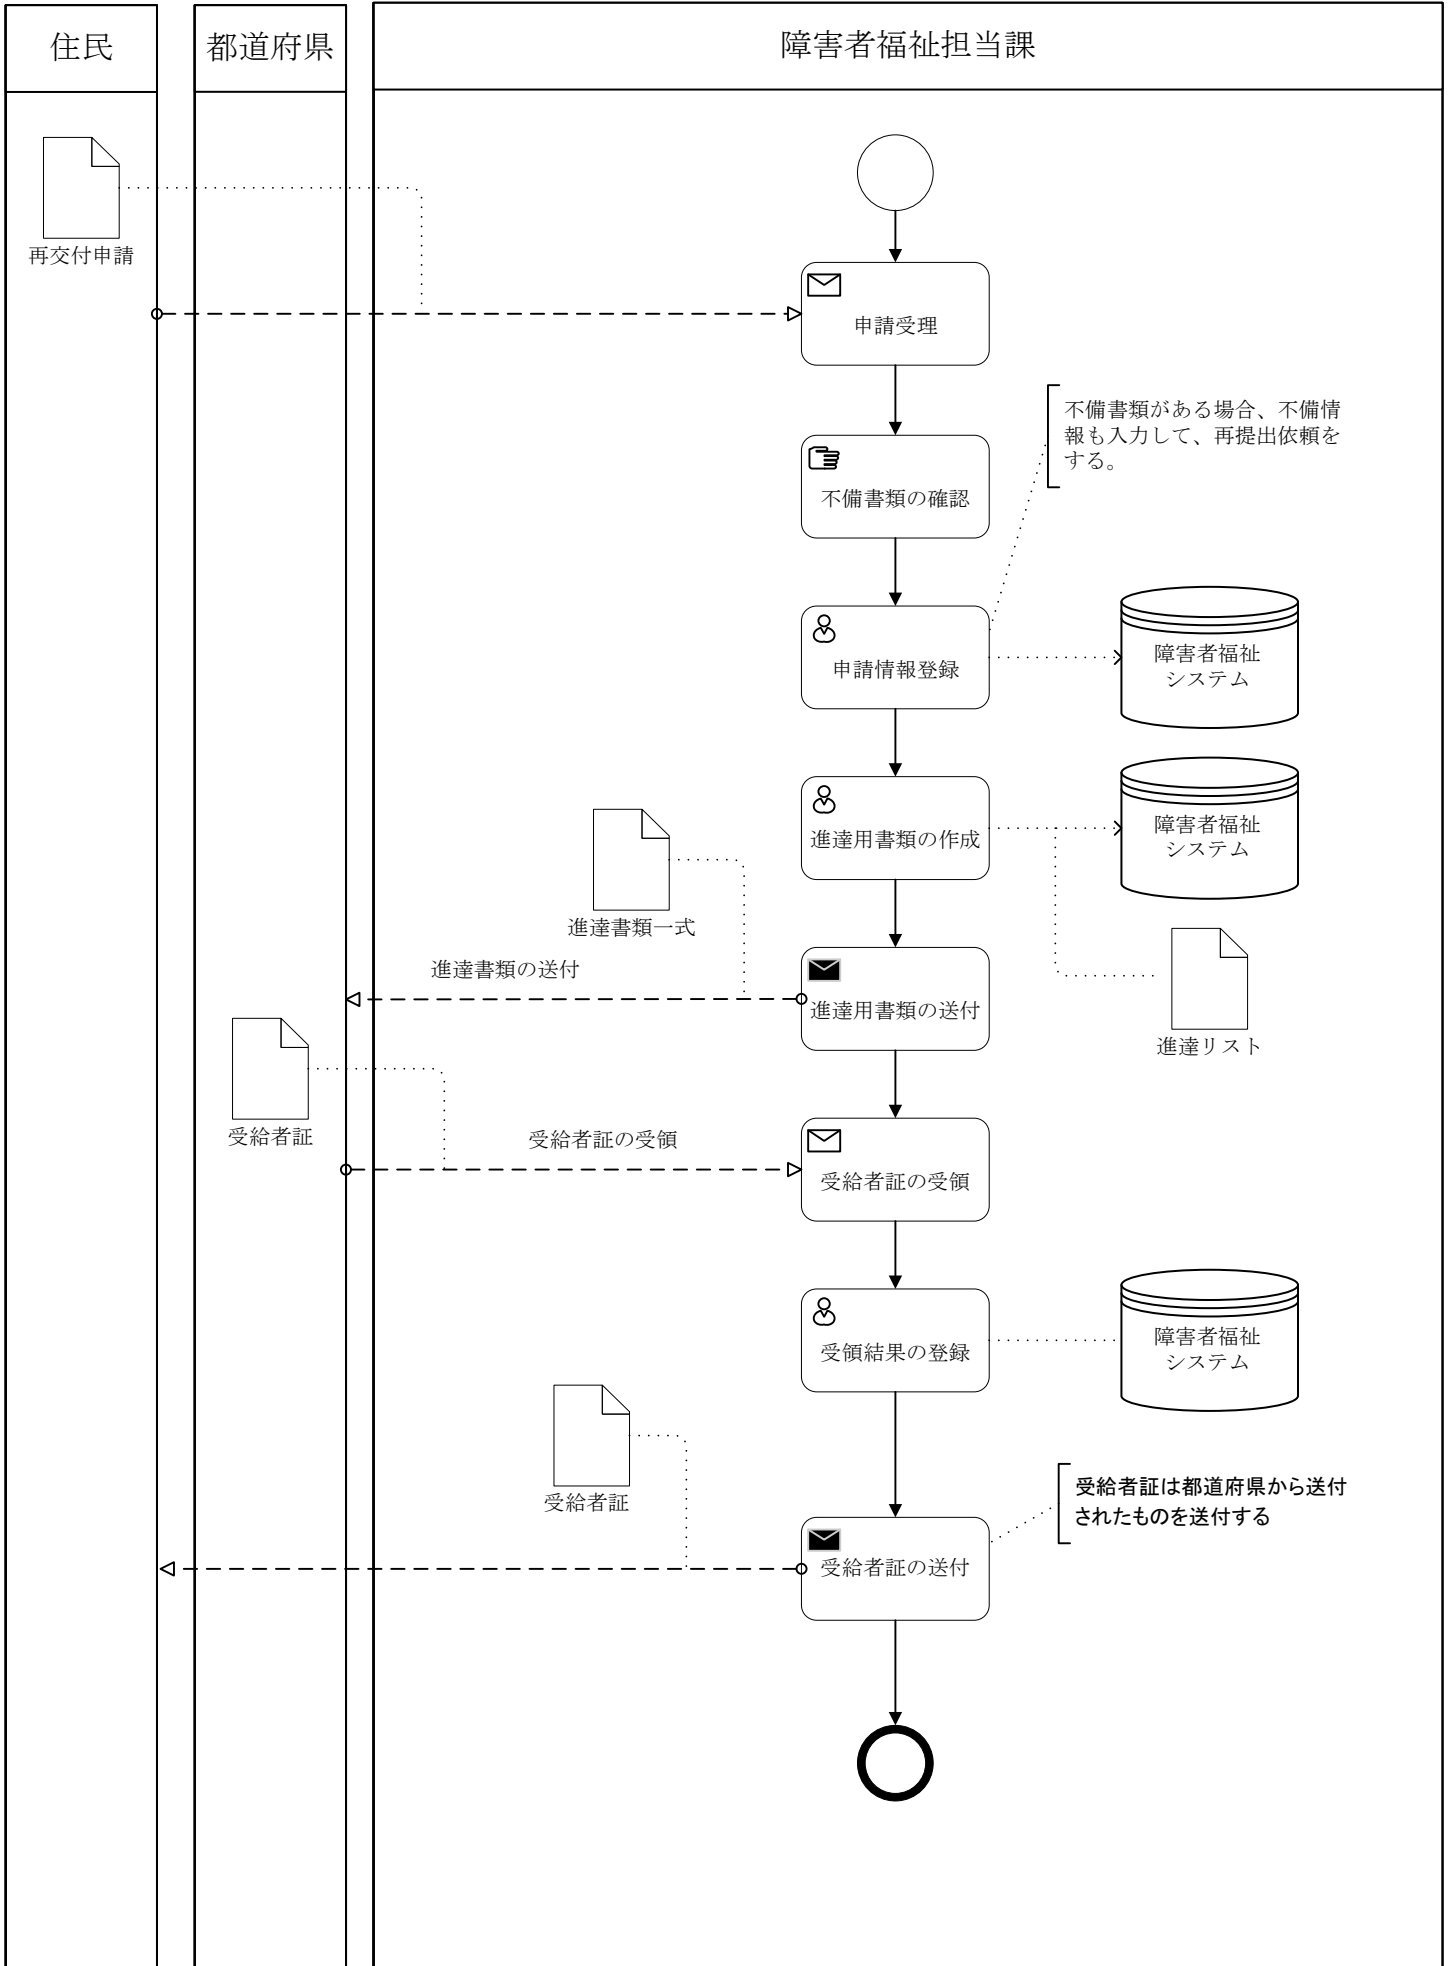 住民
都道府県
障害者福祉担当課
再交付申請
申請受理
不備書類がある場合、不備情
報も入力して、再提出依頼を
する。
不備書類の確認
申請情報登録
障害者福祉
システム
進達用書類の作成
障害者福祉
システム
進達書類一式
進達書類の送付
進達用書類の送付
進達リスト
受給者証
受給者証の受領
受給者証の受領
受領結果の登録
障害者福祉
システム
受給者証
受給者証は都道府県から送付
されたものを送付する
受給者証の送付